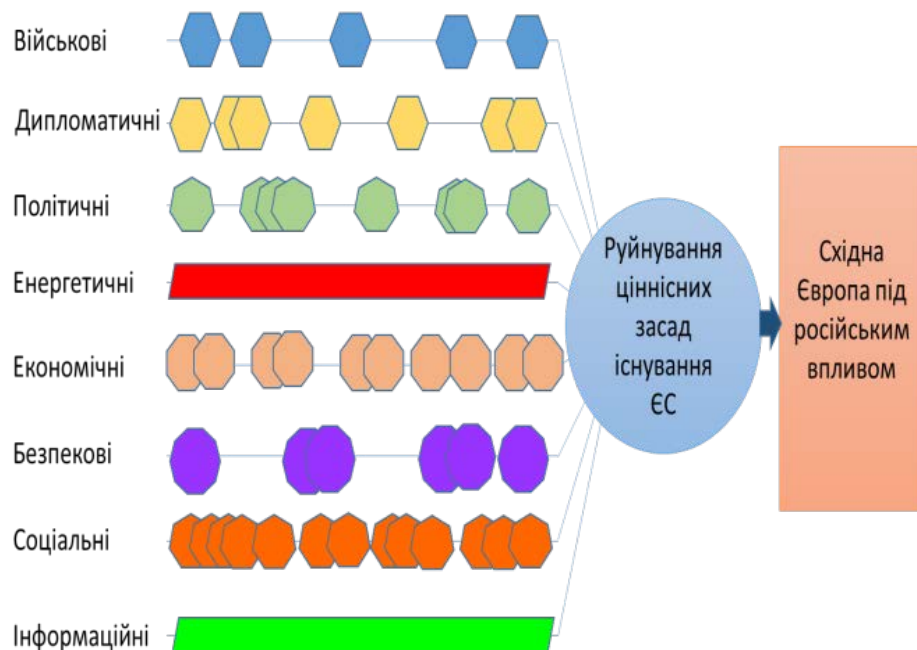 Військові
Дипломатичні
Політичні
Енергетичні
Економічні
Безпекові
Соціальні
Інформаційні
Руйнування
ціннісних
засад
існування
ЄС
Східна
Європа під
російським
впливом